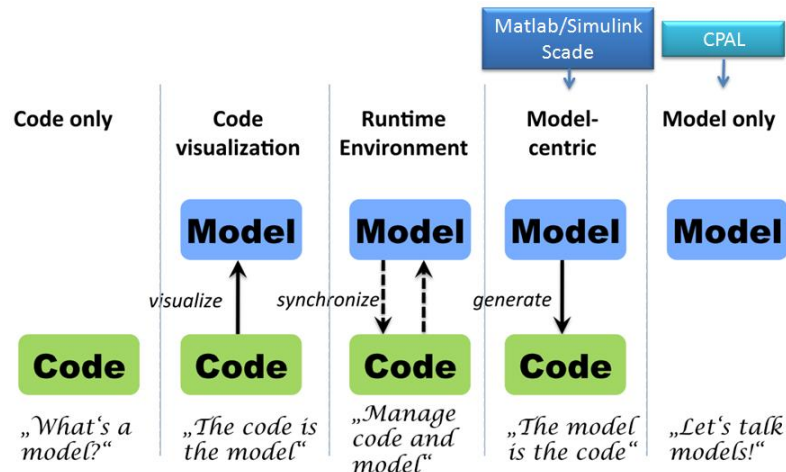 Matlab/Simulink
Scade
CPAL
Code only
Code
visualization
Runtime
Environment
Model-
centric
Model only
Model
Model
Model
Model
visualize
synchronize
generate
Code
Code
Code
Code
„What's a
model?“
„The code is
the model“
„Manage
code and
model“
„The model
is the code“
„Let's talk
models!“